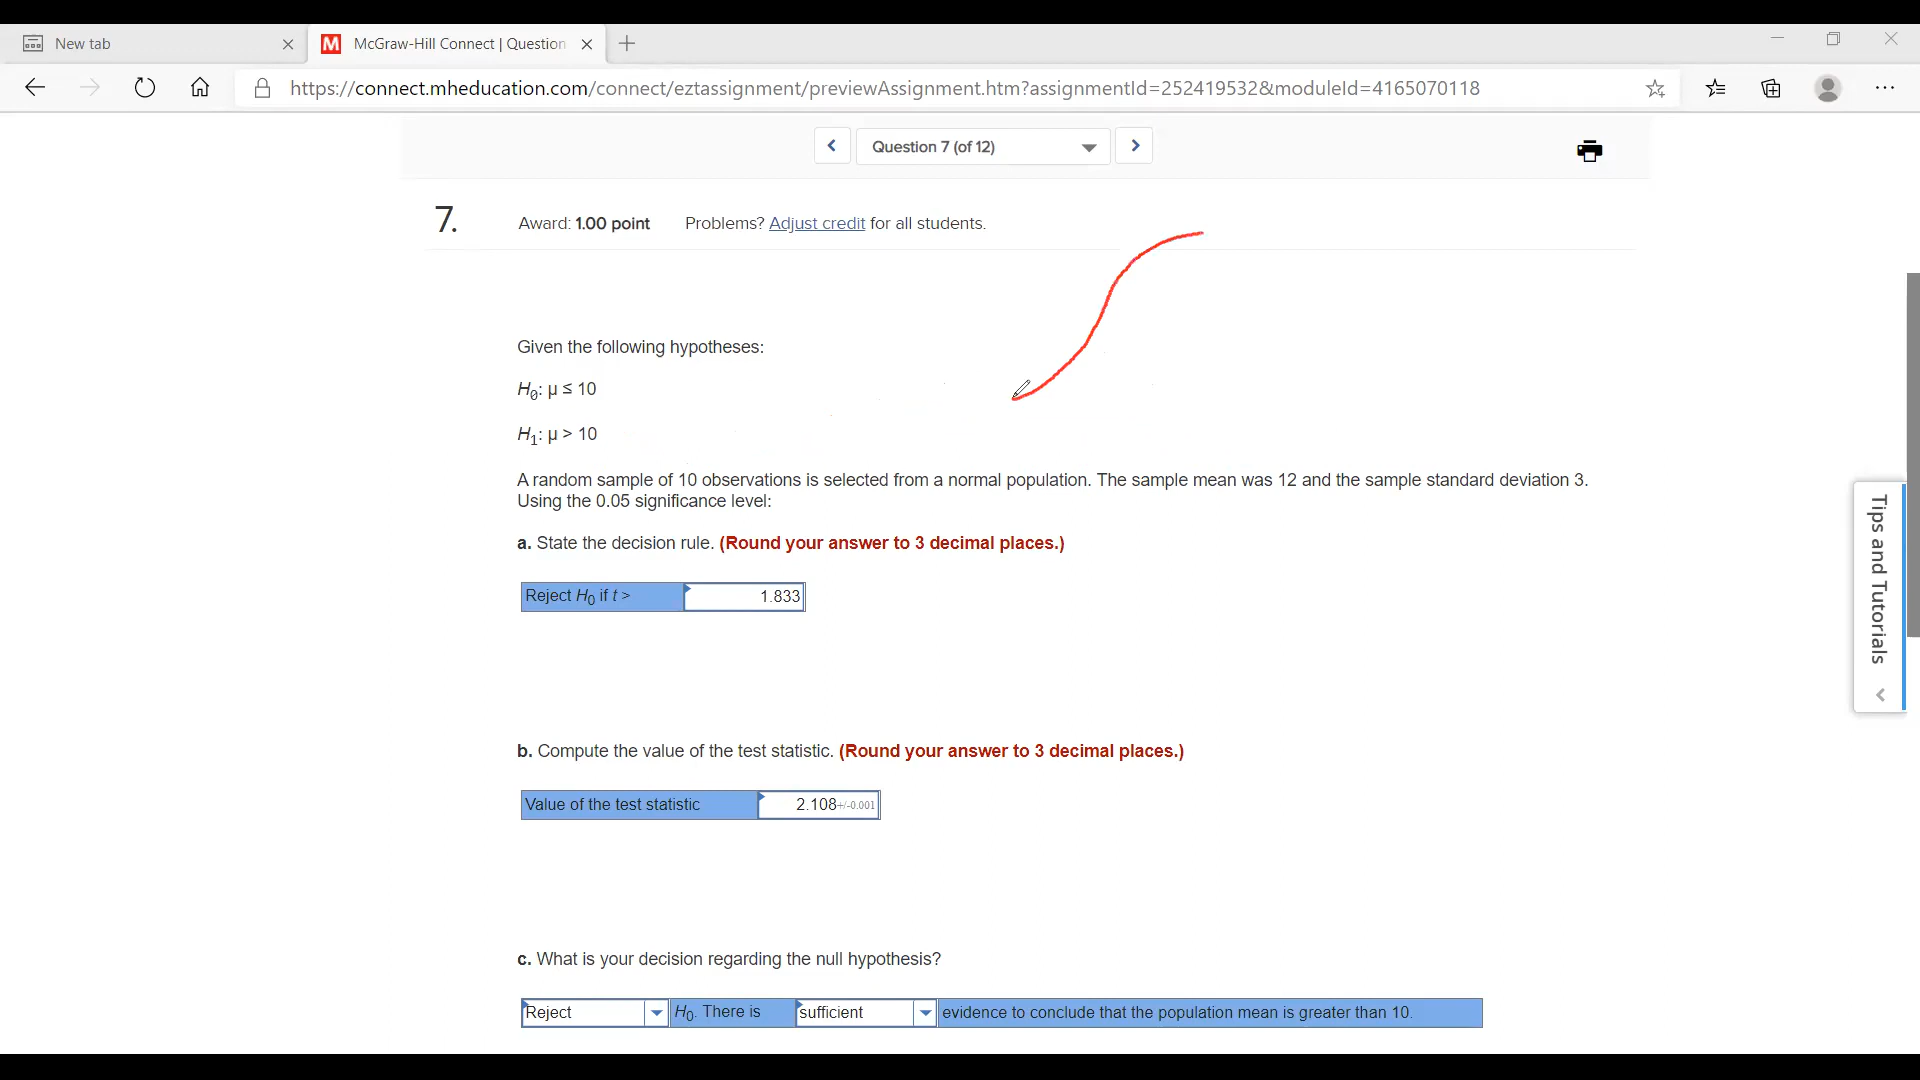 New tab
McGraw-Hill Connect | Question
https://connect.mheducation.com/connect/eztassignment/previewAssignment.htm?assignmentId=252419532&moduleId=4165070118
Question 7 (of 12)
7.
Award: 1.00 point Problems? Adjust credit for all students.
Given the following hypotheses:
H0: μ ≤ 10
H1: μ > 10
A random sample of 10 observations is selected from a normal population. The sample mean was 12 and the sample standard deviation 3.
Using the 0.05 significance level:
a. State the decision rule. (Round your answer to 3 decimal places.)
Reject H0 if t > 1.833
b. Compute the value of the test statistic. (Round your answer to 3 decimal places.)
Value of the test statistic 2.108+/-0.001
c. What is your decision regarding the null hypothesis?
Reject H0. There is sufficient evidence to conclude that the population mean is greater than 10.
Tips and Tutorials